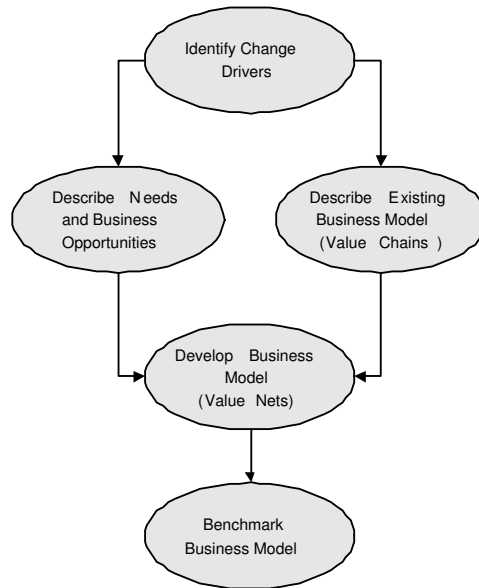 Identify Change
Drivers
Describe Needs
and Business
Opportunities
Describe Existing
Business Model
(Value Chains )
Develop Business
Model
(Value Nets)
Benchmark
Business Model